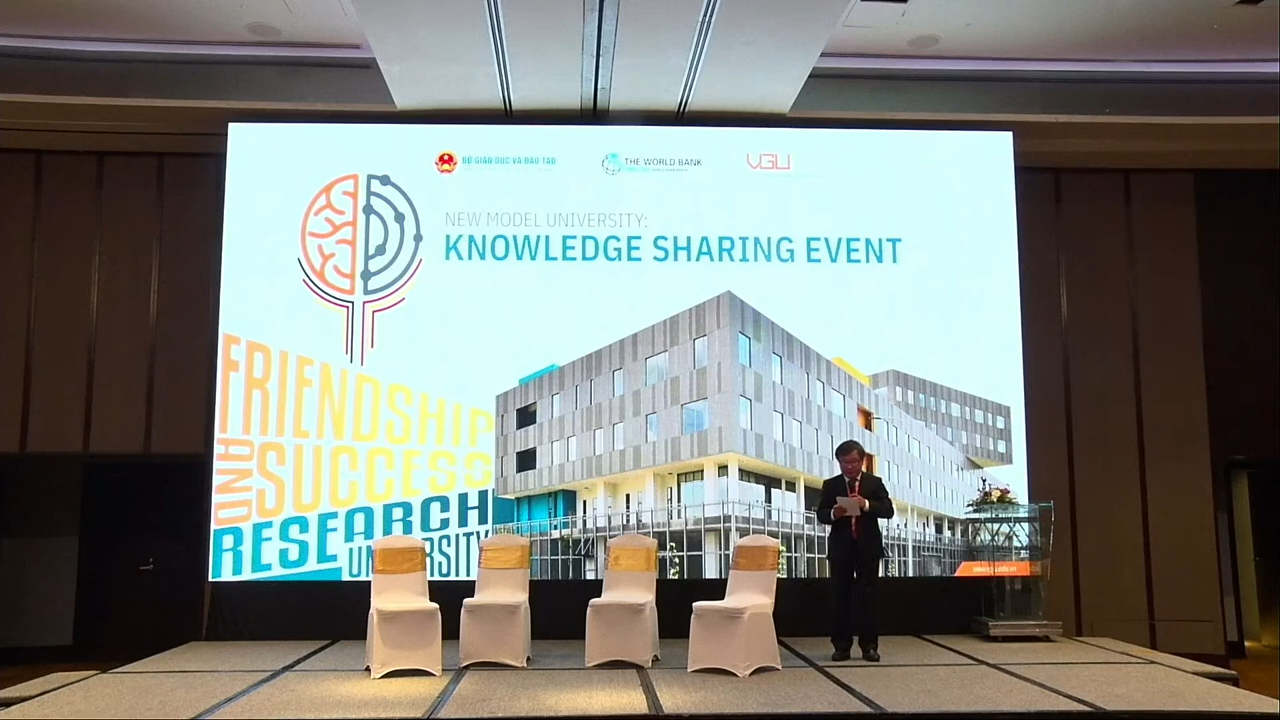 BỘ GIÁO DỤC VÀ ĐÀO TẠO
THE WORLD BANK
VGU
NEW MODEL UNIVERSITY:
KNOWLEDGE SHARING EVENT
FRIENDSHIP
AND
SUCCESS
RESEARCH
UNIVERSITY